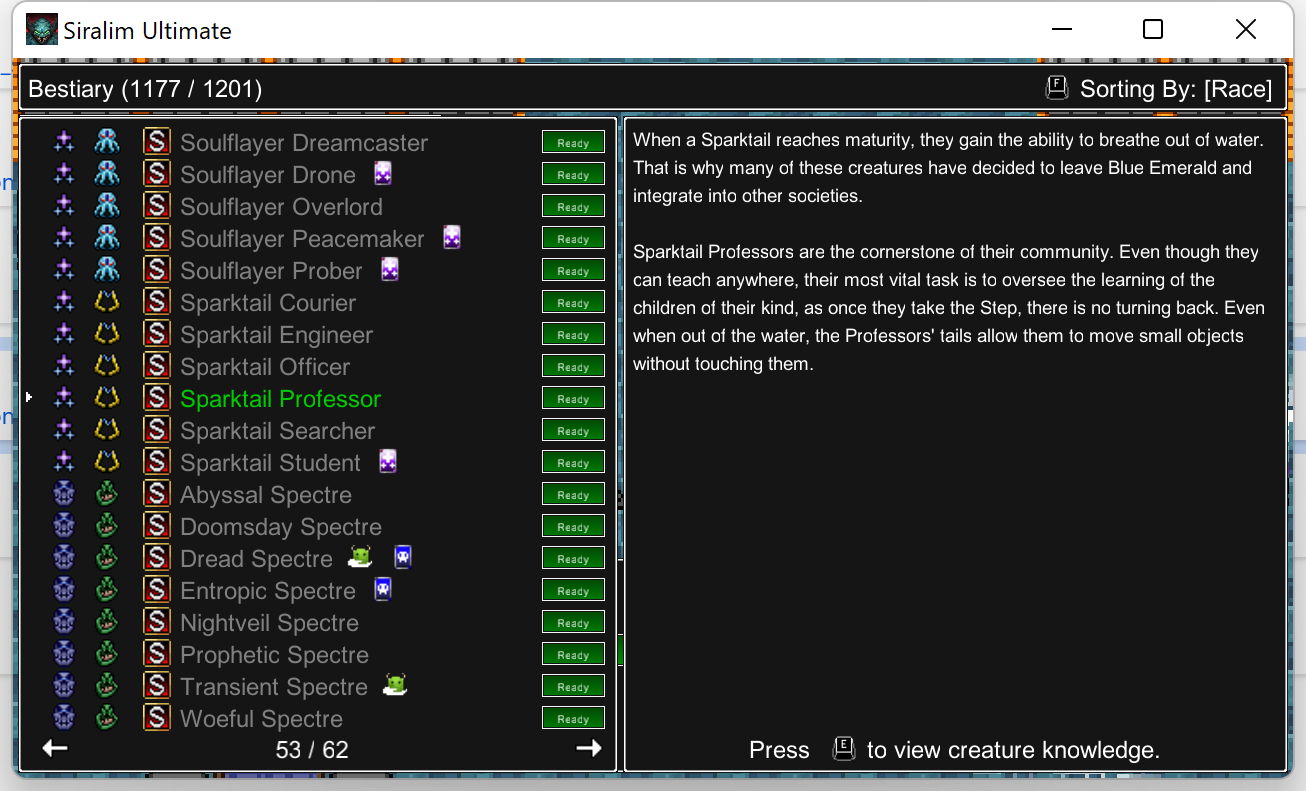 Siralim Ultimate
Bestiary (1177 / 1201)
F Sorting By: [Race]
S Soulflayer Dreamcaster Ready
S Soulflayer Drone Ready
S Soulflayer Overlord Ready
S Soulflayer Peacemaker Ready
S Soulflayer Prober Ready
S Sparktail Courier Ready
S Sparktail Engineer Ready
S Sparktail Officer Ready
S Sparktail Professor Ready
S Sparktail Searcher Ready
S Sparktail Student Ready
S Abyssal Spectre Ready
S Doomsday Spectre Ready
S Dread Spectre Ready
S Entropic Spectre Ready
S Nightveil Spectre Ready
S Prophetic Spectre Ready
S Transient Spectre Ready
S Woeful Spectre Ready
53 / 62
When a Sparktail reaches maturity, they gain the ability to breathe out of water.
That is why many of these creatures have decided to leave Blue Emerald and
integrate into other societies.
Sparktail Professors are the cornerstone of their community. Even though they
can teach anywhere, their most vital task is to oversee the learning of the
children of their kind, as once they take the Step, there is no turning back. Even
when out of the water, the Professors' tails allow them to move small objects
without touching them.
Press E to view creature knowledge.